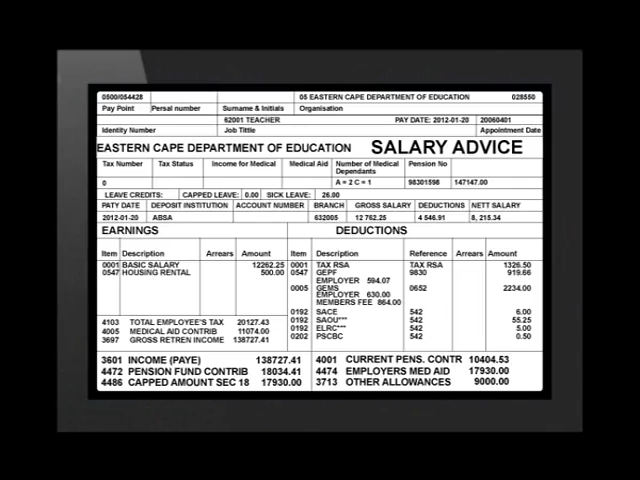 0500/054428 05 EASTERN CAPE DEPARTMENT OF EDUCATION 028550
Pay Point Persal number Surname & Initials Organisation
62001 TEACHER PAY DATE: 2012-01-20 20060401
Identity Number Job Tittle Appointment Date
EASTERN CAPE DEPARTMENT OF EDUCATION SALARY ADVICE
Tax Number Tax Status Income for Medical Medical Aid Number of Medical Dependants Pension No
0 A = 2 C = 1 98301598 147147.00
LEAVE CREDITS: CAPPED LEAVE: 0.00 SICK LEAVE: 26.00
PATY DATE DEPOSIT INSTITUTION ACCOUNT NUMBER BRANCH GROSS SALARY DEDUCTIONS NETT SALARY
2012-01-20 ABSA 632005 12 762.25 4 546.91 8, 215.34
EARNINGS DEDUCTIONS
Item Description Arrears Amount Item Description Reference Arrears Amount
0001 BASIC SALARY 12262.25 0001 TAX RSA TAX RSA 1326.50
0547 HOUSING RENTAL 500.00 0547 GEPF 9830 919.66
EMPLOYER 594.07
0005 GEMS 0652 2234.00
EMPLOYER 630.00
MEMBERS FEE 864.00
0192 SACE 542 6.00
0192 SAOU*** 542 55.25
0192 ELRC*** 542 5.00
0202 PSCBC 542 0.50
4103 TOTAL EMPLOYEE'S TAX 20127.43
4005 MEDICAL AID CONTRIB 11074.00
3697 GROSS RETREN INCOME 138727.41
3601 INCOME (PAYE) 138727.41 4001 CURRENT PENS. CONTR 10404.53
4472 PENSION FUND CONTRIB 18034.41 4474 EMPLOYERS MED AID 17930.00
4486 CAPPED AMOUNT SEC 18 17930.00 3713 OTHER ALLOWANCES 9000.00